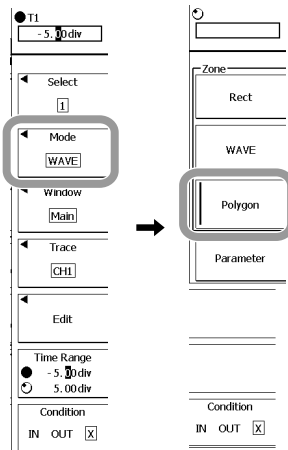 T1
-5.00div
Select
1
Mode
WAVE
Window
Main
Trace
CH1
Edit
Time Range
-5.00div
5.00div
Condition
IN OUT X
Zone
Rect
WAVE
Polygon
Parameter
Condition
IN OUT X